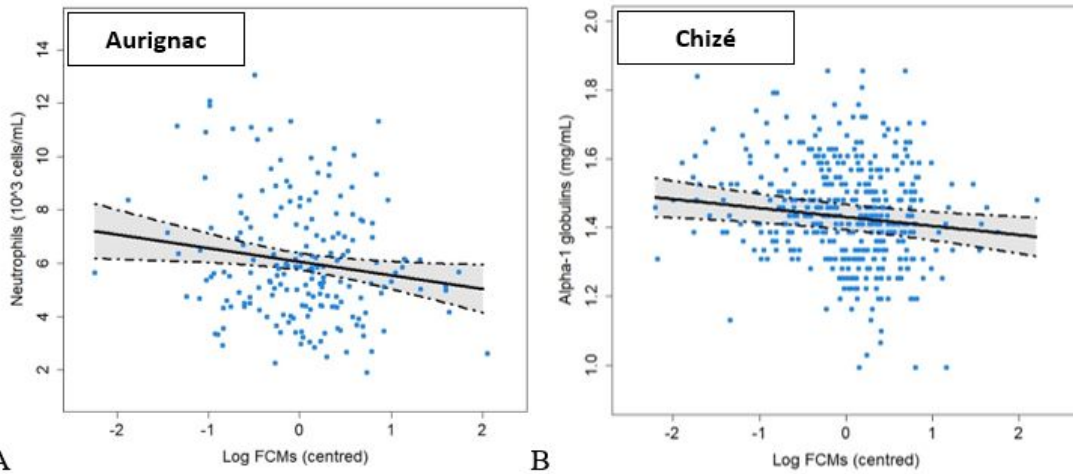 Aurignac
Neutrophils (10^3 cells/mL)
14
12
10
8
6
4
2
-2 -1 0 1 2
Log FCMs (centred)
A
Chizé
Alpha-1 globulins (mg/mL)
2.0
1.8
1.6
1.4
1.2
1.0
-2 -1 0 1 2
Log FCMs (centred)
B